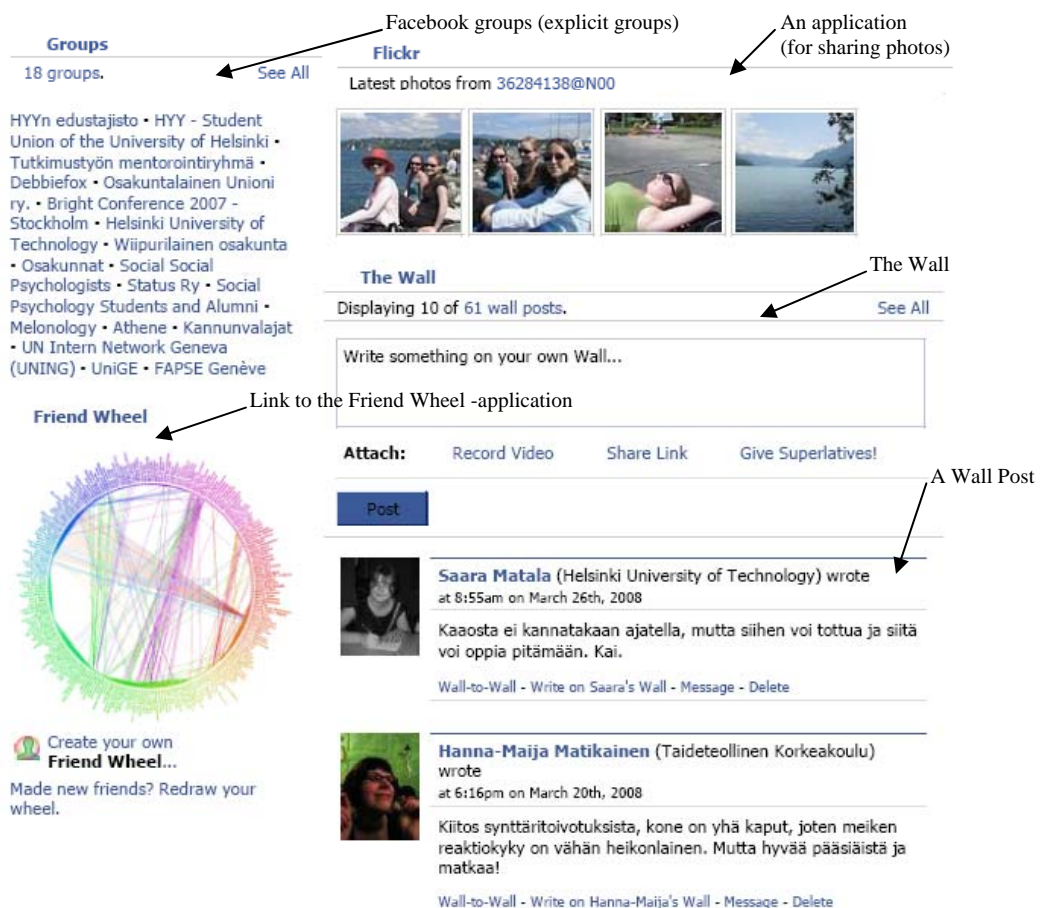 Facebook groups (explicit groups)
An application
(for sharing photos)
Groups
18 groups.
See All
HYYn edustajisto • HYY - Student
Union of the University of Helsinki •
Tutkimustyön mentorointiryhmä •
Debbiefox • Osakuntalainen Unioni
ry. • Bright Conference 2007 -
Stockholm • Helsinki University of
Technology • Wiipurilainen osakunta
• Osakunnat • Social Social
Psychologists • Status Ry • Social
Psychology Students and Alumni •
Melonology • Athene • Kannunvalajat
• UN Intern Network Geneva
(UNING) • UniGE • FAPSE Genève
Link to the Friend Wheel -application
Friend Wheel
Create your own
Friend Wheel...
Made new friends? Redraw your
wheel.
Flickr
Latest photos from 36284138@N00
The Wall
The Wall
Displaying 10 of 61 wall posts.
See All
Write something on your own Wall...
Attach:
Record Video
Share Link
Give Superlatives!
A Wall Post
Post
Saara Matala (Helsinki University of Technology) wrote
at 8:55am on March 26th, 2008
Kaaosta ei kannatakaan ajatella, mutta siihen voi tottua ja siitä
voi oppia pitämään. Kai.
Wall-to-Wall - Write on Saara's Wall - Message - Delete
Hanna-Maija Matikainen (Taideteollinen Korkeakoulu)
wrote
at 6:16pm on March 20th, 2008
Kiitos synttäritoivotuksista, kone on yhä kaput, joten meiken
reaktiokyky on vähän heikonlainen. Mutta hyvää pääsiäistä ja
matkaa!
Wall-to-Wall - Write on Hanna-Maija's Wall - Message - Delete